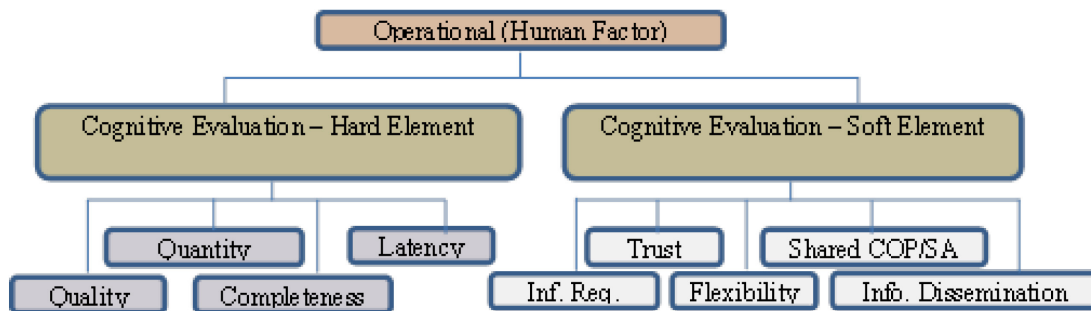 Operational (Human Factor)
Cognitive Evaluation – Hard Element
Cognitive Evaluation – Soft Element
Quantity
Latency
Trust
Shared COP/SA
Quality
Completeness
Inf. Req.
Flexibility
Info. Dissemination